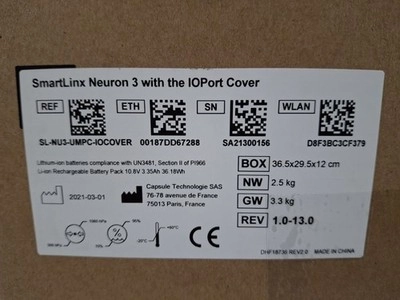 SmartLinx Neuron 3 with the IOPort Cover
REF ETH SN WLAN
SL-NU3-UMPC-IOCOVER 00187DD67288 SA21300156 D8F3BC3CF379
Lithium-ion batteries compliance with UN3481, Section II of PI966
Li-ion Rechargeable Battery Pack 10.8V 3.35Ah 36.18Wh
2021-03-01
Capsule Technologie SAS
76-78 avenue de France
75013 Paris, France
BOX 36.5x29.5x12 cm
NW 2.5 kg
GW 3.3 kg
REV 1.0-13.0
MADE IN CHINA